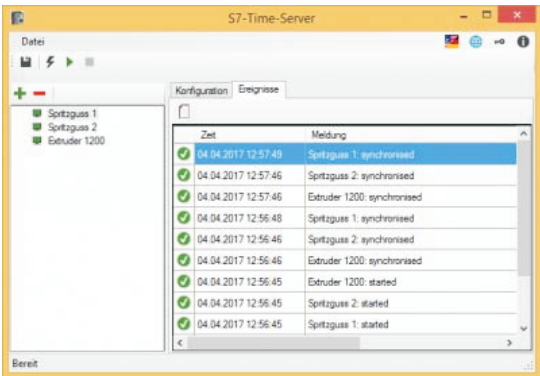 S7-Time-Server
Datei
Konfiguration Ereignisse
Spritzguss 1
Spritzguss 2
Extruder 1200
Zeit Meldung
04.04.2017 12:57:49 Spritzguss 1: synchronised
04.04.2017 12:57:46 Spritzguss 2: synchronised
04.04.2017 12:57:46 Extruder 1200: synchronised
04.04.2017 12:56:48 Spritzguss 1: synchronised
04.04.2017 12:56:46 Spritzguss 2: synchronised
04.04.2017 12:56:46 Extruder 1200: synchronised
04.04.2017 12:56:45 Extruder 1200: started
04.04.2017 12:56:45 Spritzguss 2: started
04.04.2017 12:56:45 Spritzguss 1: started
Bereit